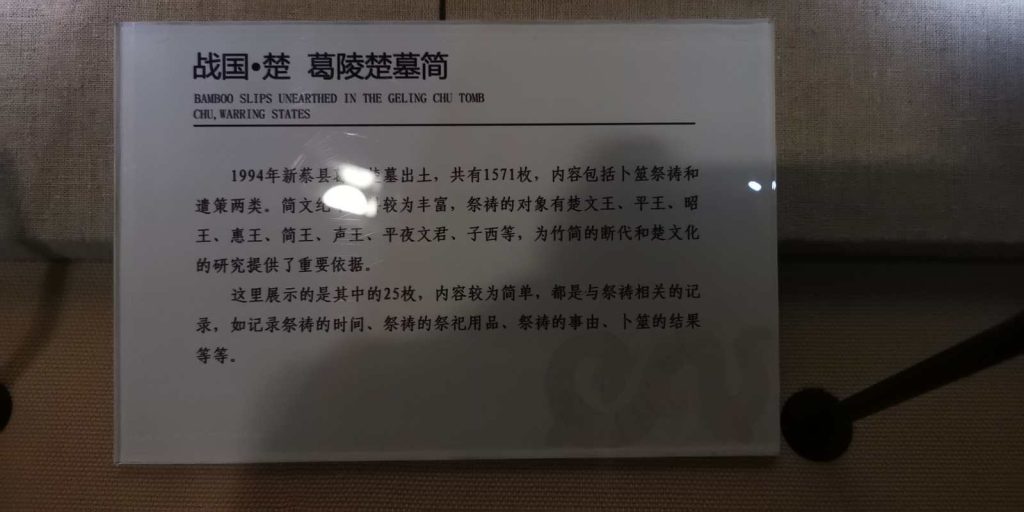 战国·楚 葛陵楚墓简
BAMBOO SLIPS UNEARTHED IN THE GELING CHU TOMB
CHU,WARRING STATES
1994年新蔡县 楚墓出土，共有1571枚，内容包括卜筮祭祷和
遣策两类。简文纪 较为丰富，祭祷的对象有楚文王、平王、昭
王、惠王、简王、声王、平夜文君、子西等，为竹简的断代和楚文化
的研究提供了重要依据。
这里展示的是其中的25枚，内容较为简单，都是与祭祷相关的记
录，如记录祭祷的时间、祭祷的祭祀用品、祭祷的事由、卜筮的结果
等等。